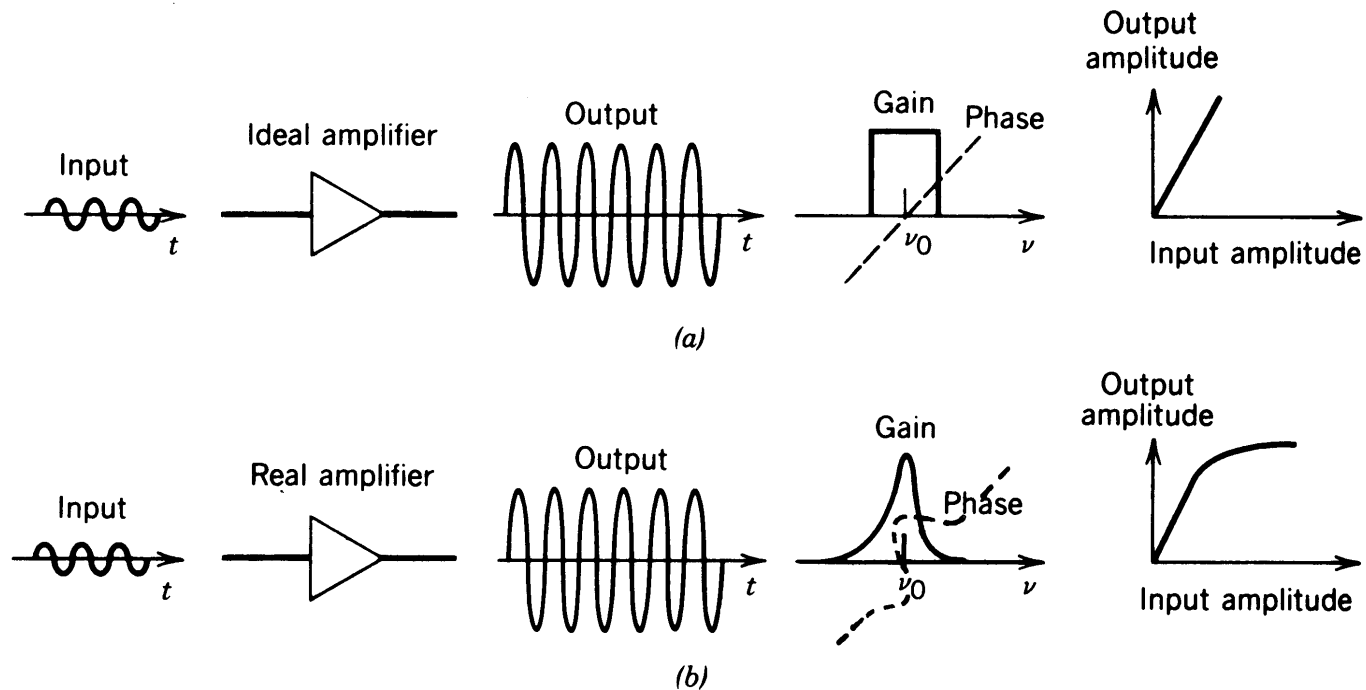 Output
amplitude
Output
Gain
Phase
Ideal amplifier
Input
t
t
ν0
ν
Input amplitude
(a)
Output
amplitude
Gain
Output
Real amplifier
Phase
Input
t
t
ν0
ν
Input amplitude
(b)